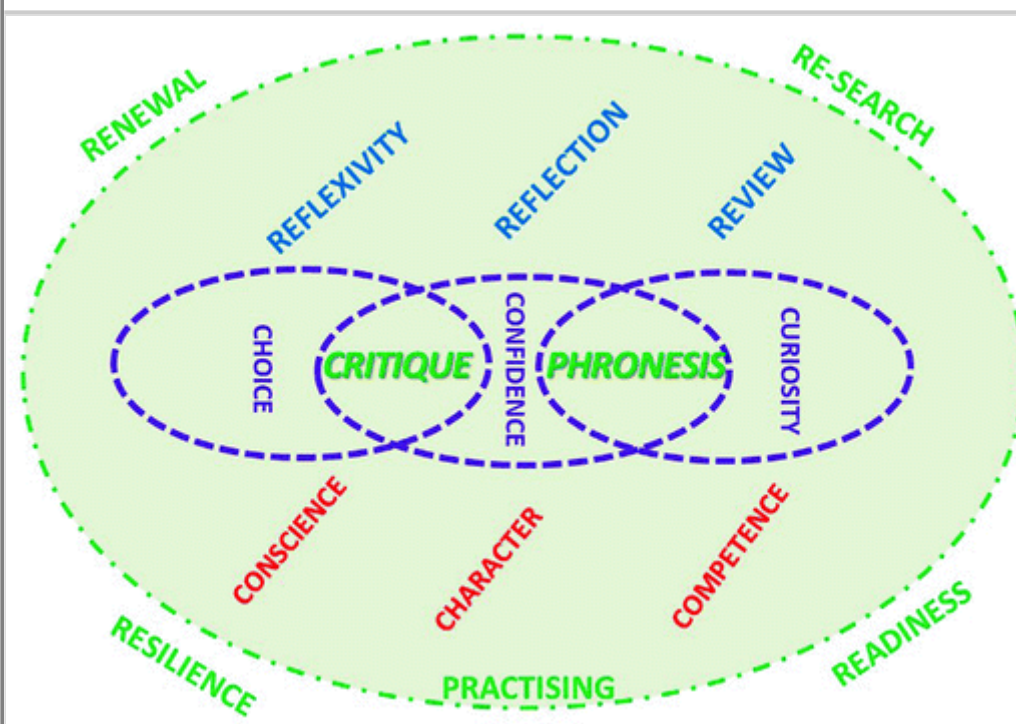 RENEWAL
RE-SEARCH
REFLEXIVITY
REFLECTION
REVIEW
CHOICE
CRITIQUE
CONFIDENCE
PHRONESIS
CURIOSITY
CONSCIENCE
CHARACTER
COMPETENCE
RESILIENCE
PRACTISING
READINESS